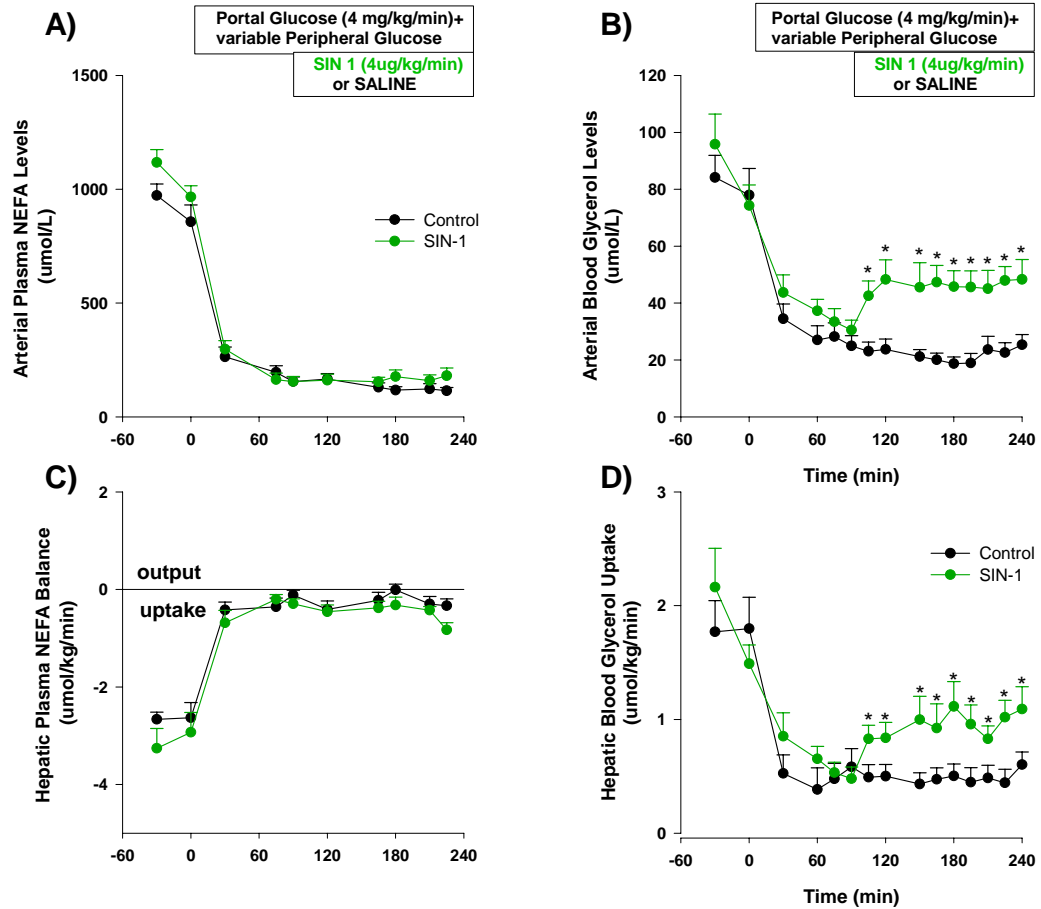 A)
Portal Glucose (4 mg/kg/min)+
variable Peripheral Glucose
SIN 1 (4ug/kg/min)
or SALINE
Arterial Plasma NEFA Levels
(umol/L)
1500
1000
500
0
-60 0 60 120 180 240
Control
SIN-1
B)
Portal Glucose (4 mg/kg/min)+
variable Peripheral Glucose
SIN 1 (4ug/kg/min)
or SALINE
Arterial Blood Glycerol Levels
(umol/L)
120
100
80
60
40
20
0
* * * * * * * * *
-60 0 60 120 180 240
Time (min)
C)
Hepatic Plasma NEFA Balance
(umol/kg/min)
2
0
-2
-4
output
uptake
-60 0 60 120 180 240
Time (min)
D)
Hepatic Blood Glycerol Uptake
(umol/kg/min)
3
2
1
0
Control
SIN-1
* * * * * * * * *
-60 0 60 120 180 240
Time (min)